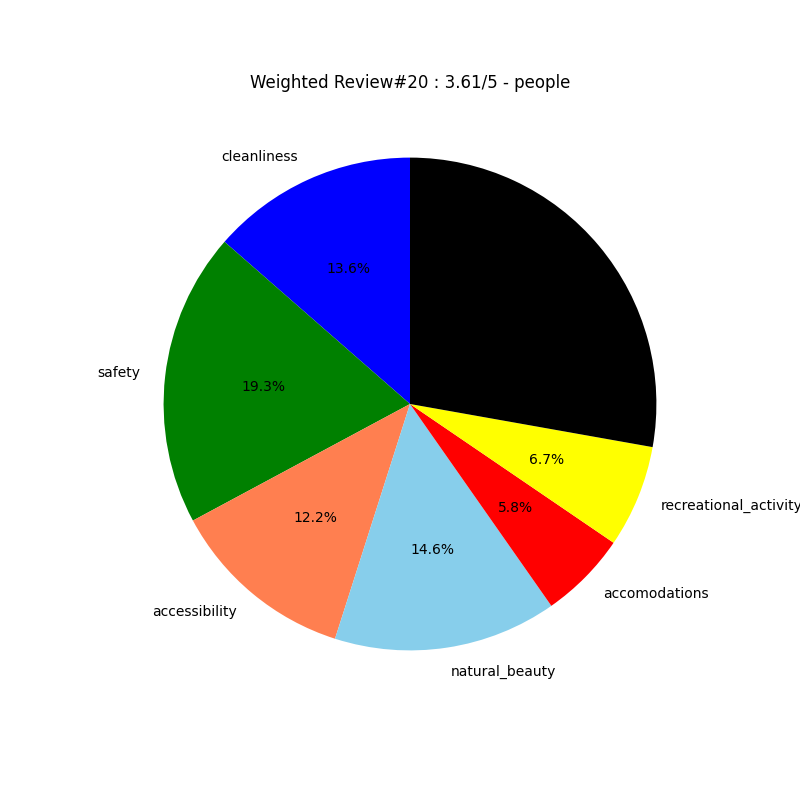 Weighted Review#20 : 3.61/5 - people
cleanliness
13.6%
safety
19.3%
6.7%
recreational_activity
5.8%
12.2%
14.6%
accomodations
accessibility
natural_beauty